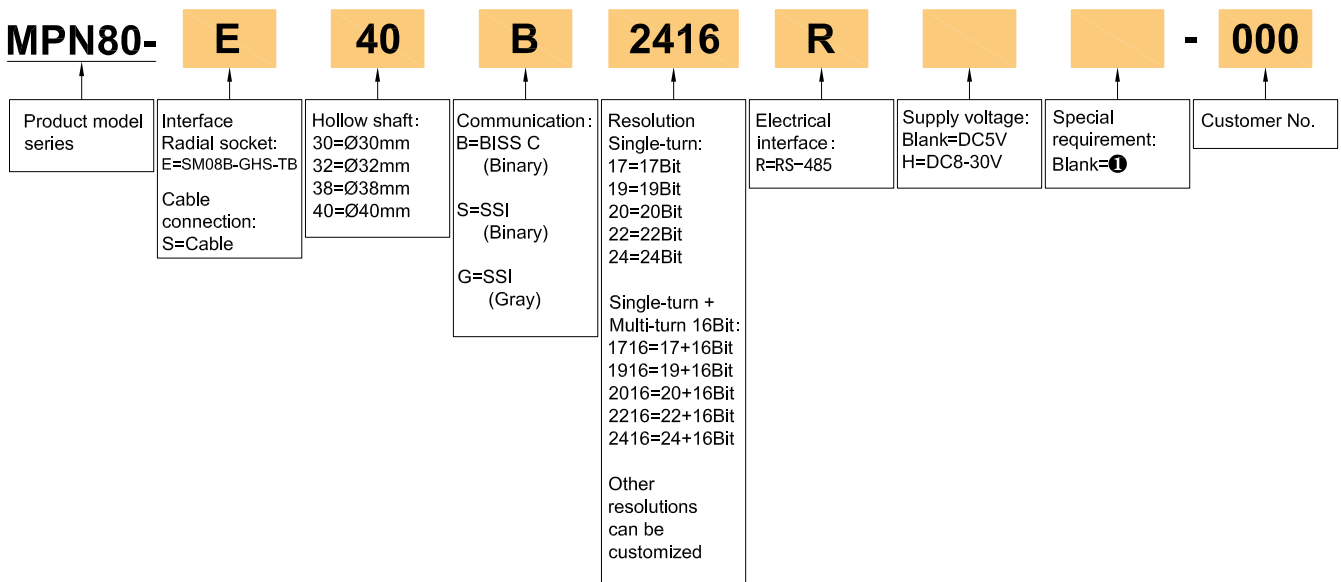 MPN80- E 40 B 2416 R - 000
Product model
series
Interface
Radial socket:
E=SM08B-GHS-TB
Cable
connection:
S=Cable
Hollow shaft:
30=Ø30mm
32=Ø32mm
38=Ø38mm
40=Ø40mm
Communication:
B=BISS C
(Binary)
S=SSI
(Binary)
G=SSI
(Gray)
Resolution
Single-turn:
17=17Bit
19=19Bit
20=20Bit
22=22Bit
24=24Bit
Single-turn +
Multi-turn 16Bit:
1716=17+16Bit
1916=19+16Bit
2016=20+16Bit
2216=22+16Bit
2416=24+16Bit
Other
resolutions
can be
customized
Electrical
interface:
R=RS-485
Supply voltage:
Blank=DC5V
H=DC8-30V
Special
requirement:
Blank=❶
Customer No.